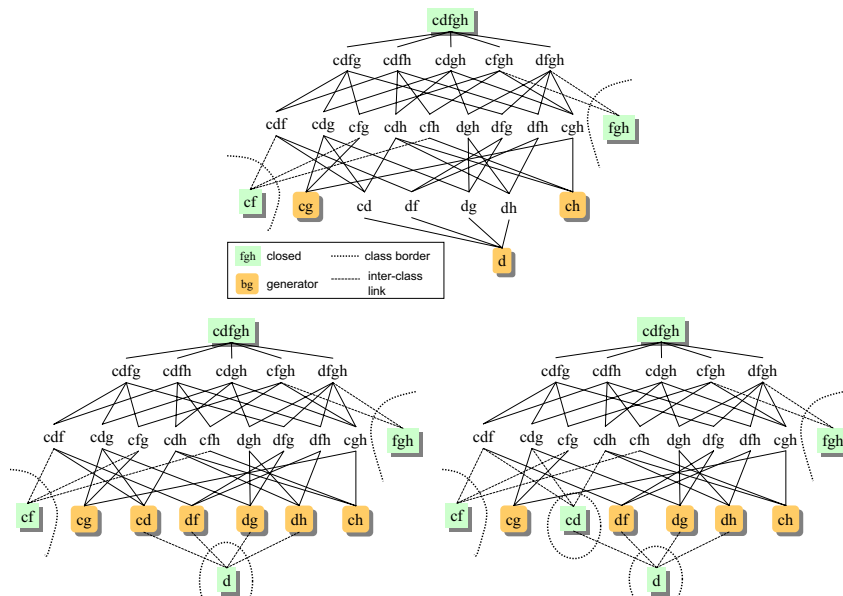 cdfgh
cdfg cdfh cdgh cfgh dfgh
cdf cdg cfg cdh cfh dgh dfg dfh cgh fgh
cf cg cd df dg dh ch
d
fgh closed class border
bg generator inter-class
link
cdfgh
cdfg cdfh cdgh cfgh dfgh
cdf cdg cfg cdh cfh dgh dfg dfh cgh fgh
cf cg cd df dg dh ch
d
cdfgh
cdfg cdfh cdgh cfgh dfgh
cdf cdg cfg cdh cfh dgh dfg dfh cgh fgh
cf cg cd df dg dh ch
d